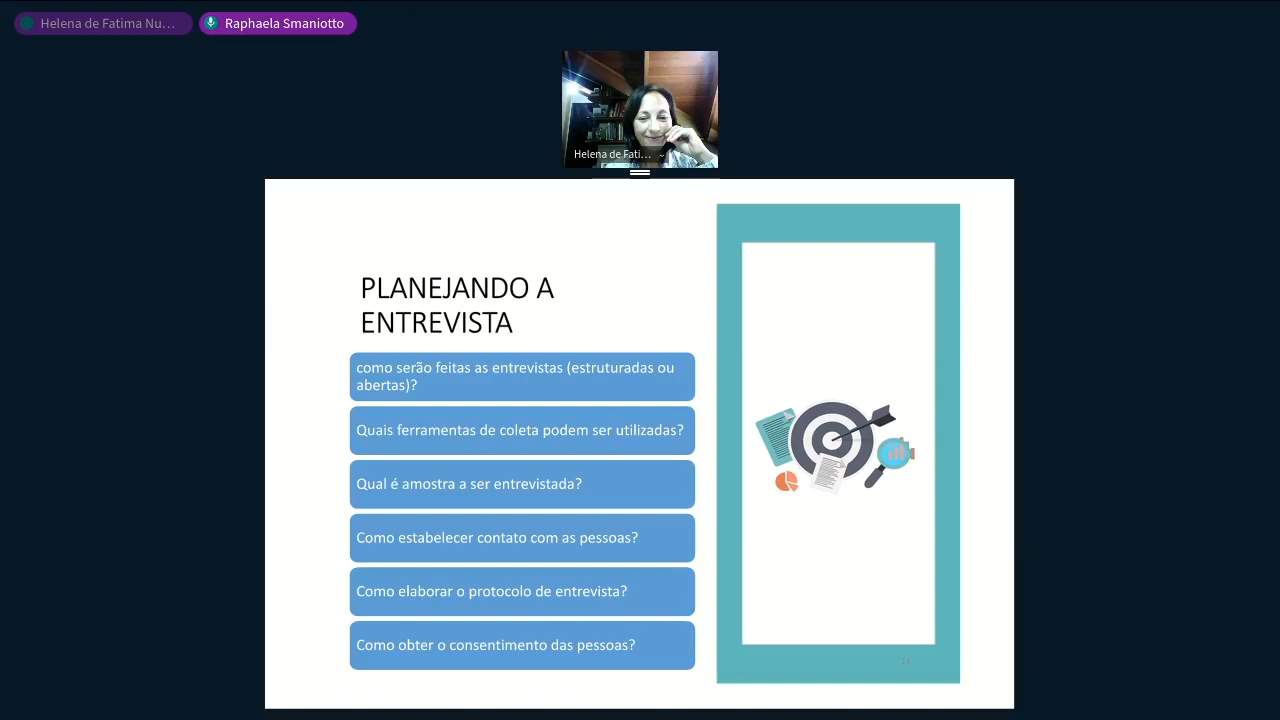 Helena de Fatima Nu...
Raphaela Smaniotto
Helena de Fati...
PLANEJANDO A
ENTREVISTA
como serão feitas as entrevistas (estruturadas ou
abertas)?
Quais ferramentas de coleta podem ser utilizadas?
Qual é amostra a ser entrevistada?
Como estabelecer contato com as pessoas?
Como elaborar o protocolo de entrevista?
Como obter o consentimento das pessoas?